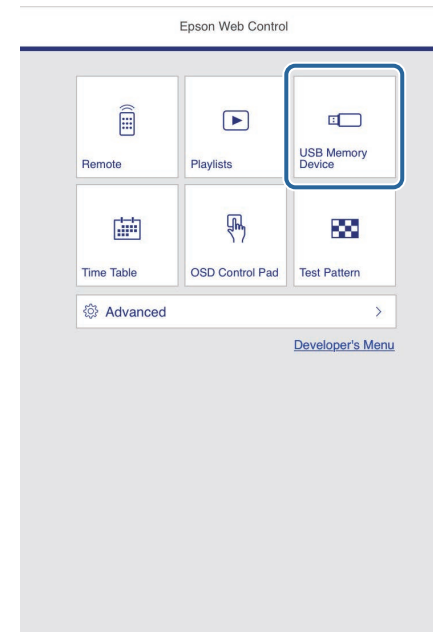 Epson Web Control
Remote
Playlists
USB Memory
Device
Time Table
OSD Control Pad
Test Pattern
Advanced
Developer's Menu